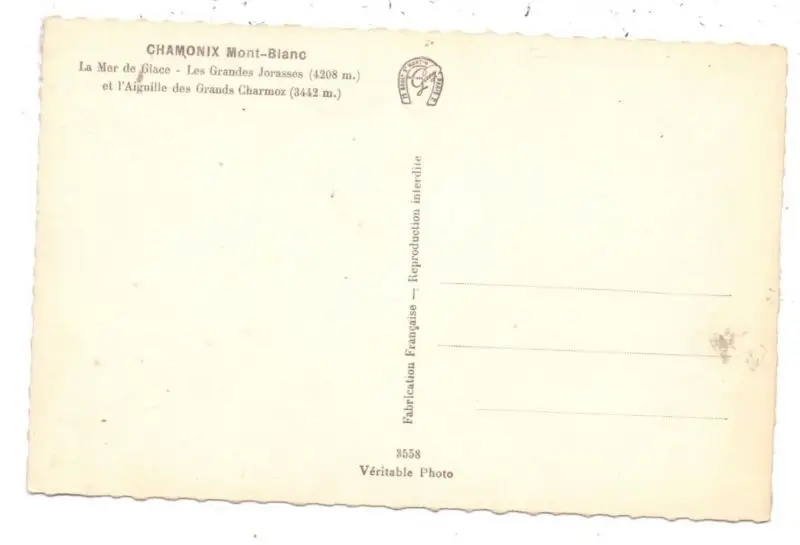 CHAMONIX Mont-Blanc
La Mer de Glace - Les Grandes Jorasses (4208 m.)
et l'Aiguille des Grands Charmoz (3442 m.)
Fabrication Française — Reproduction interdite
3558
Véritable Photo